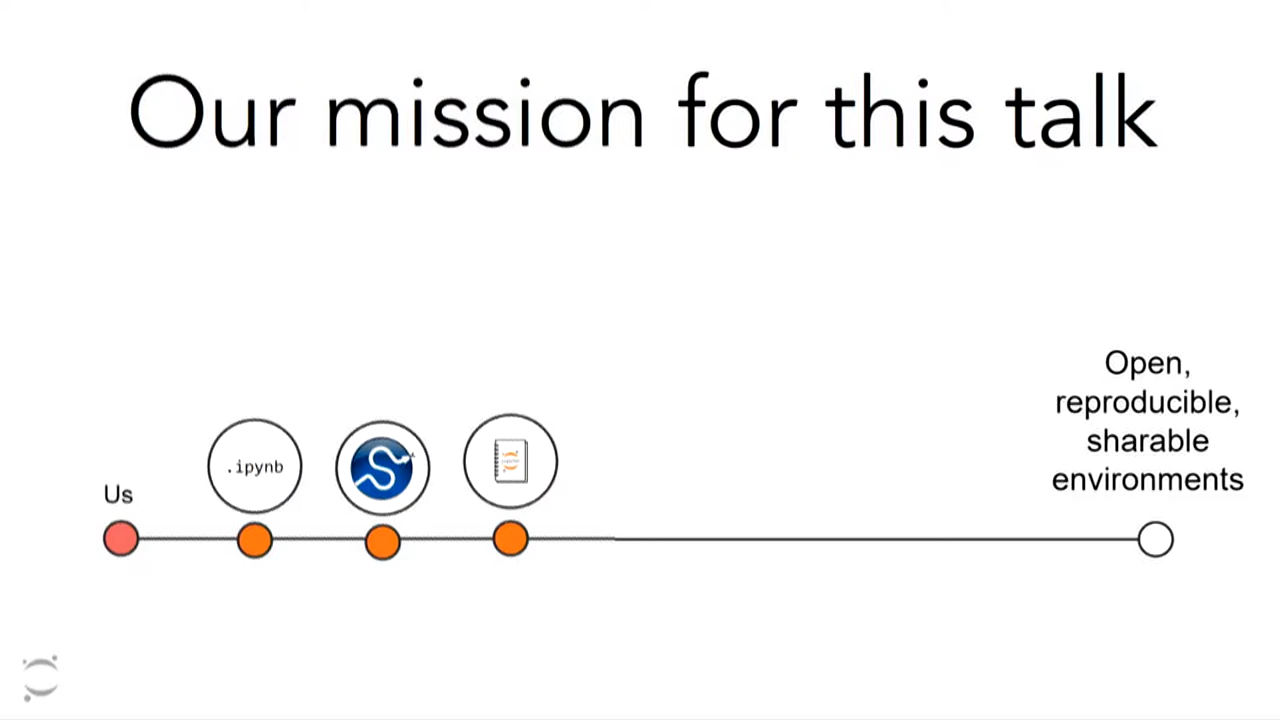 Our mission for this talk
Open,
reproducible,
sharable
environments
.ipynb
Us